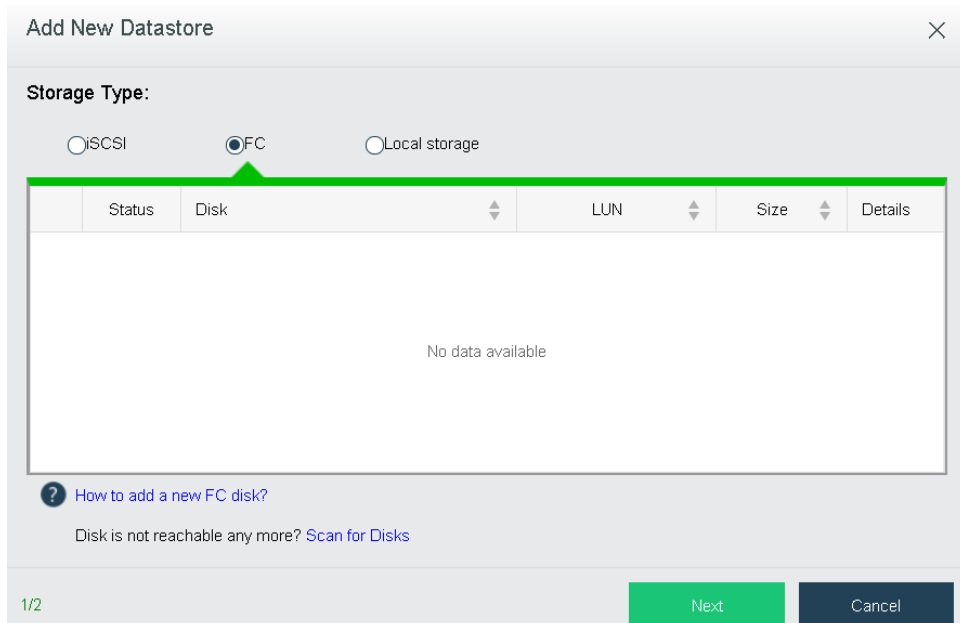 Add New Datastore
Storage Type:
iSCSI FC Local storage
Status Disk LUN Size Details
No data available
? How to add a new FC disk?
Disk is not reachable any more? Scan for Disks
1/2 Next Cancel